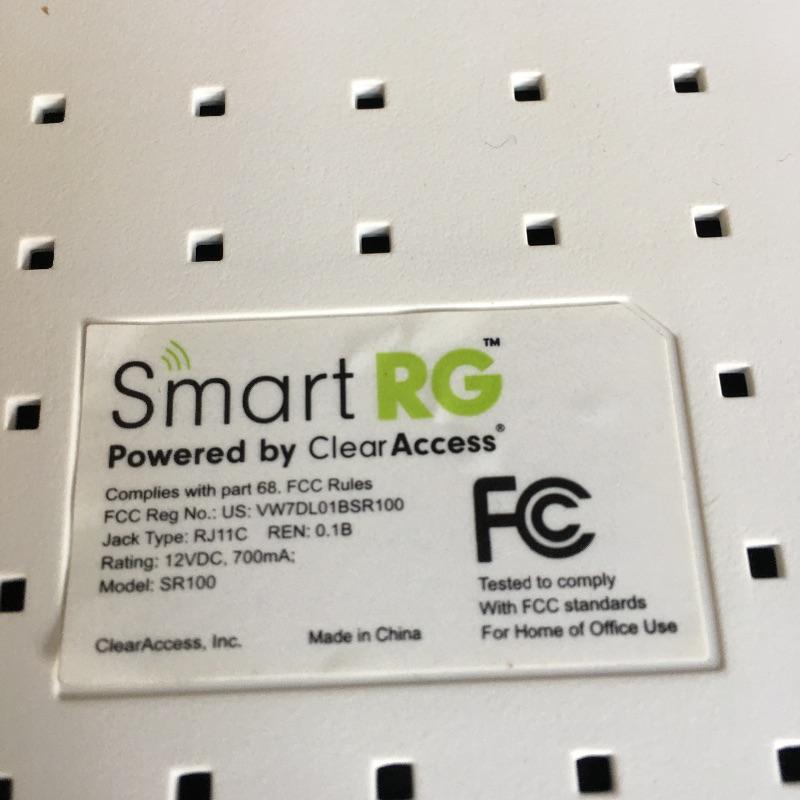 Smart RG™
Powered by ClearAccess®
Complies with part 68. FCC Rules
FCC Reg No.: US: VW7DL01BSR100
Jack Type: RJ11C REN: 0.1B
Rating: 12VDC, 700mA;
Model: SR100
ClearAccess, Inc.
Made in China
FC
Tested to comply
With FCC standards
For Home of Office Use